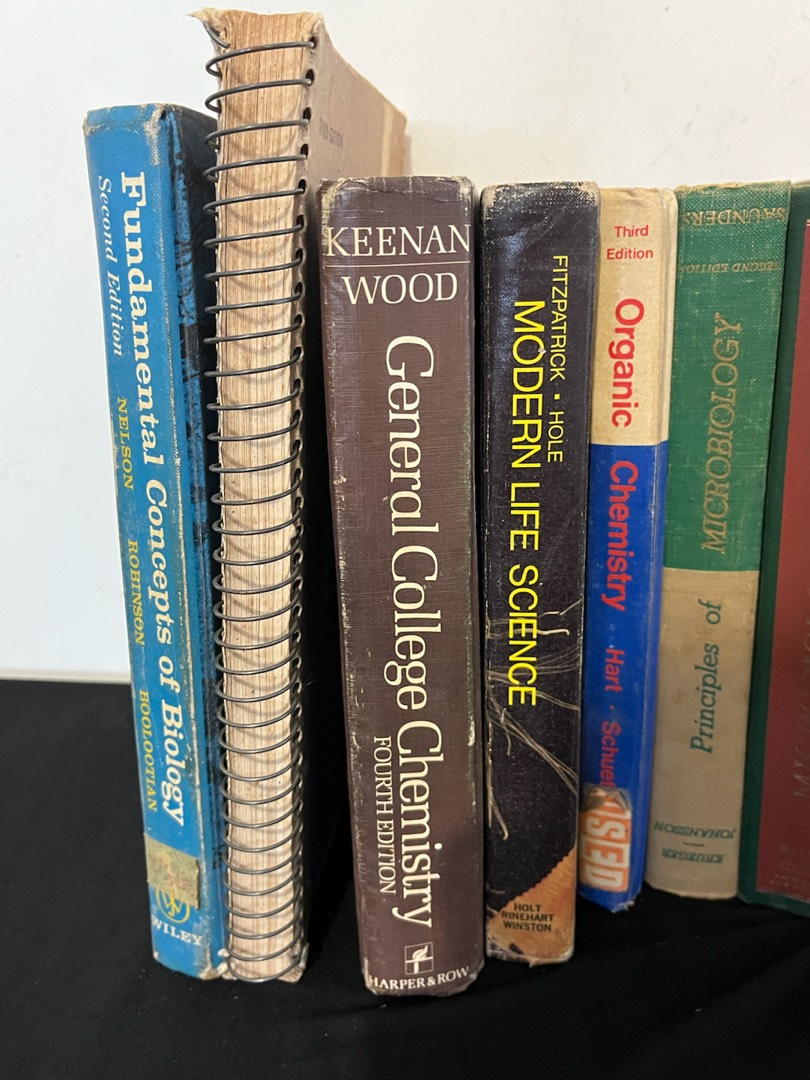 Fundamental Concepts of Biology
Second Edition
NELSON ROBINSON BOOLOOTIAN
WILEY
EDITION
KEENAN
WOOD
General College Chemistry
FOURTH EDITION
HARPER & ROW
FITZPATRICK • HOLE
MODERN LIFE SCIENCE
HOLT
RINEHART
WINSTON
Third
Edition
Organic Chemistry Hart •
USED
KRUEGER
JOHANSSON
Principles of MICROBIOLOGY
SECOND EDITION
SAUNDERS